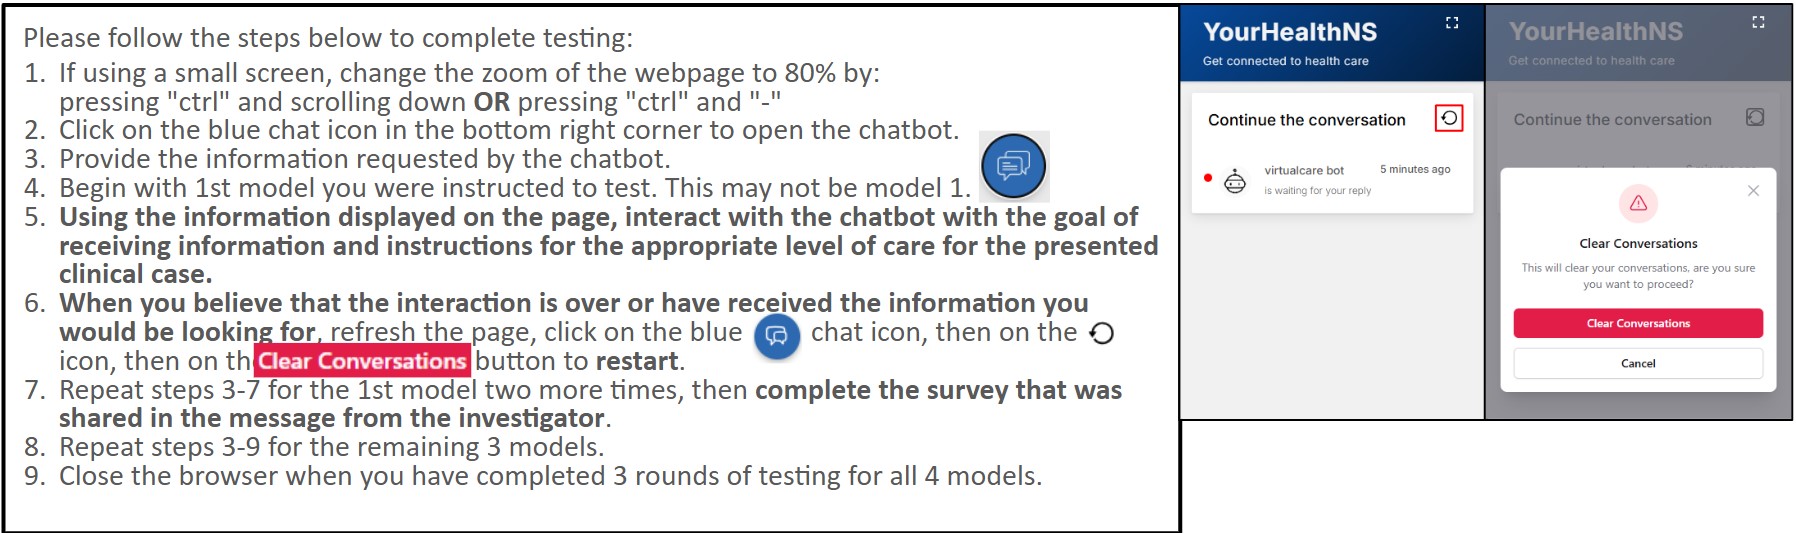 Please follow the steps below to complete testing:
1. If using a small screen, change the zoom of the webpage to 80% by:
pressing "ctrl" and scrolling down OR pressing "ctrl" and "-"
2. Click on the blue chat icon in the bottom right corner to open the chatbot.
3. Provide the information requested by the chatbot.
4. Begin with 1st model you were instructed to test. This may not be model 1.
5. Using the information displayed on the page, interact with the chatbot with the goal of
receiving information and instructions for the appropriate level of care for the presented
clinical case.
6. When you believe that the interaction is over or have received the information you
would be looking for, refresh the page, click on the blue chat icon, then on the
icon, then on th Clear Conversations button to restart.
7. Repeat steps 3-7 for the 1st model two more times, then complete the survey that was
shared in the message from the investigator.
8. Repeat steps 3-9 for the remaining 3 models.
9. Close the browser when you have completed 3 rounds of testing for all 4 models.
YourHealthNS
Get connected to health care
Continue the conversation
virtualcare bot 5 minutes ago
is waiting for your reply
YourHealthNS
Get connected to health care
Continue the conversation
Clear Conversations
This will clear your conversations, are you sure
you want to proceed?
Clear Conversations
Cancel